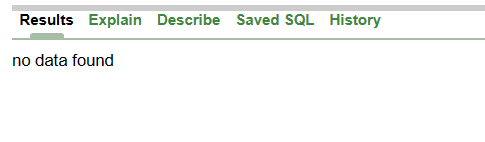 Results Explain Describe Saved SQL History
no data found